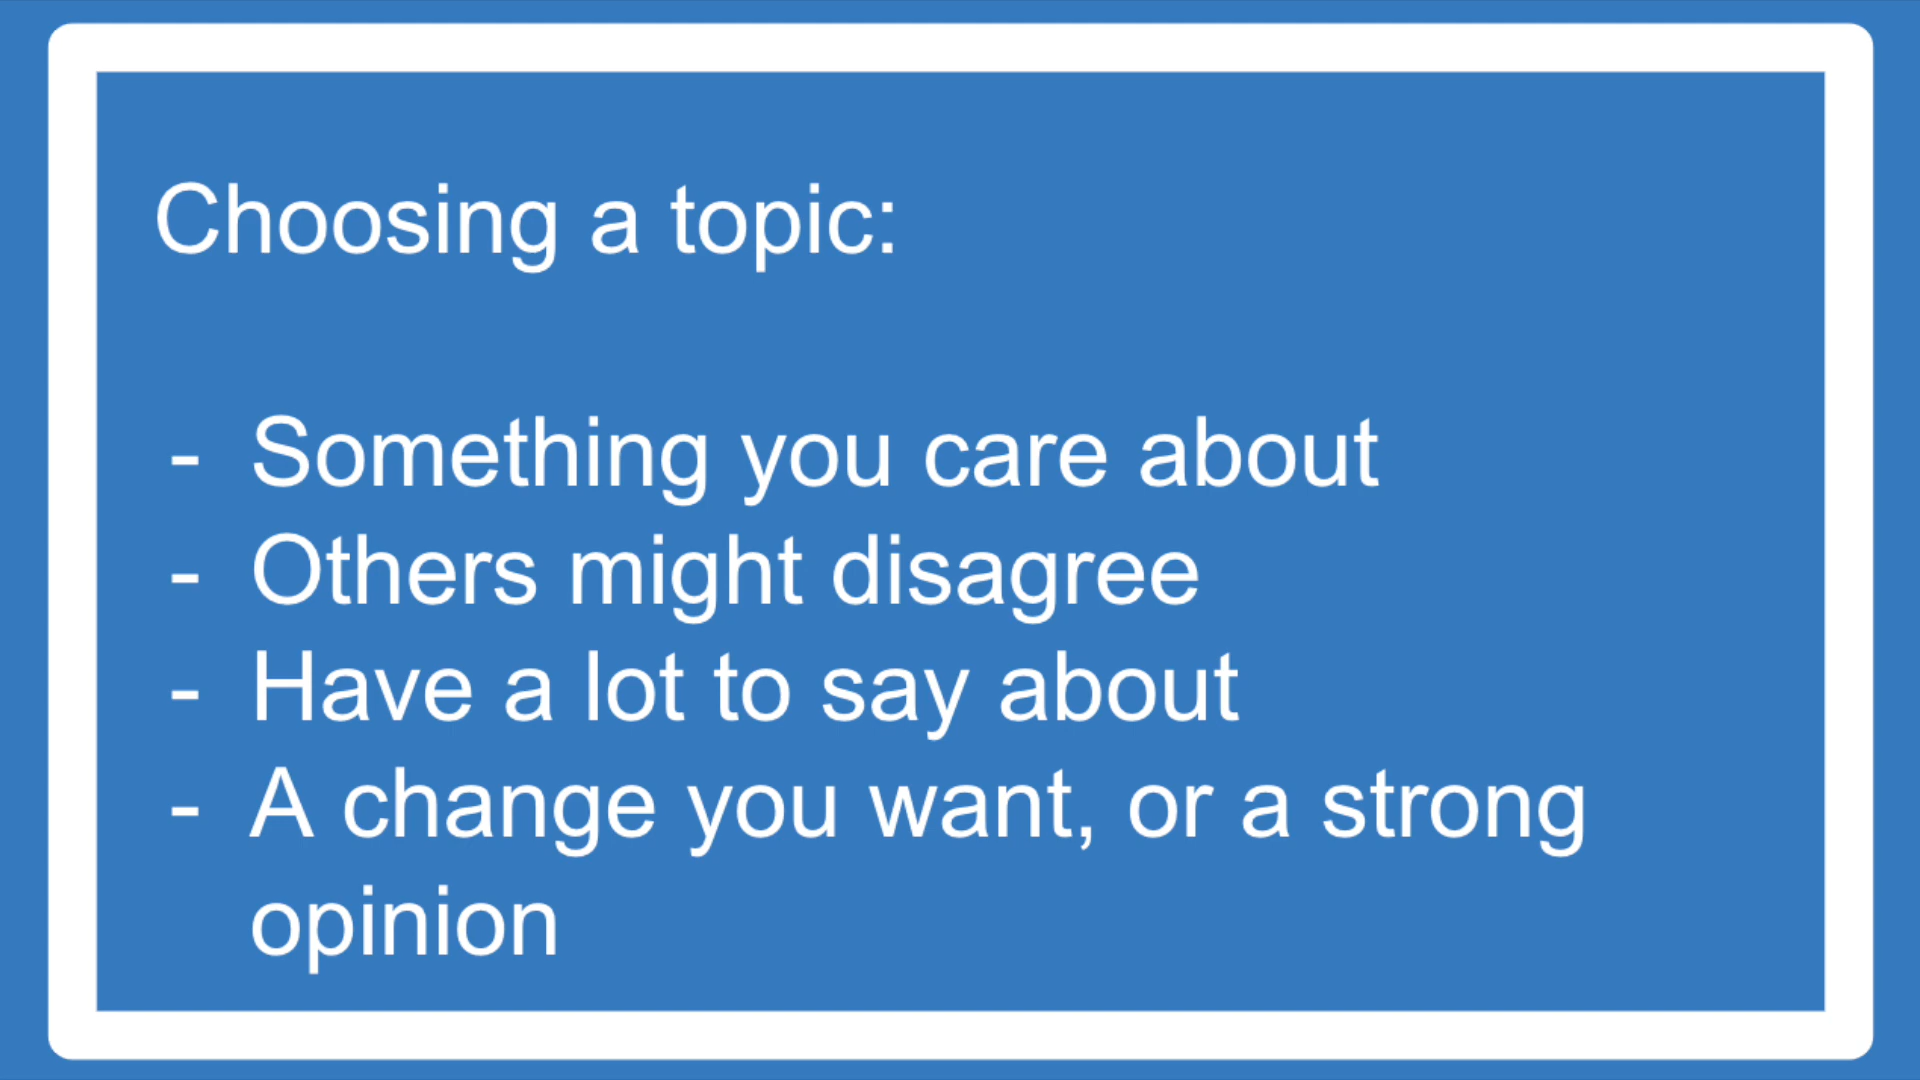 Choosing a topic:
- Something you care about
- Others might disagree
- Have a lot to say about
- A change you want, or a strong
opinion